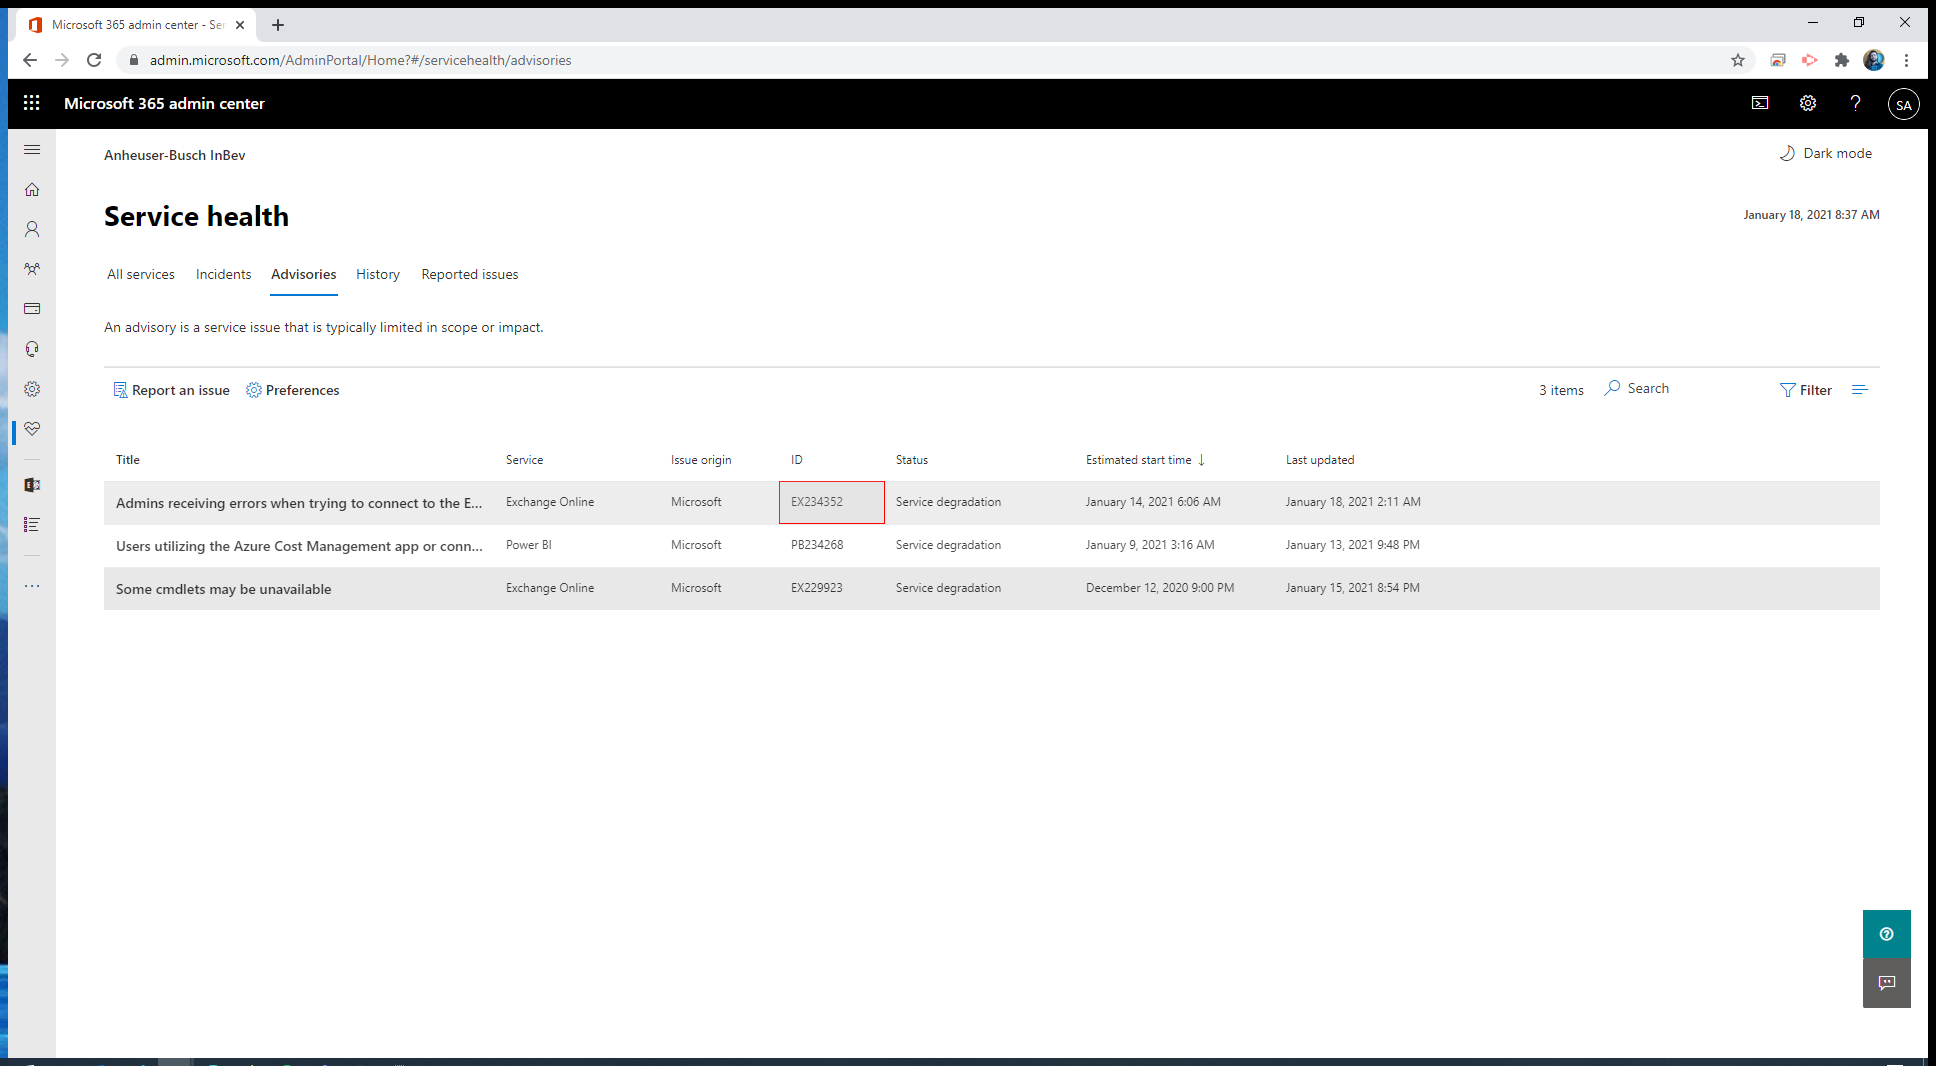 Microsoft 365 admin center - Ser
admin.microsoft.com/AdminPortal/Home?#/servicehealth/advisories
Microsoft 365 admin center
SA
Anheuser-Busch InBev
Dark mode
Service health
January 18, 2021 8:37 AM
All services Incidents Advisories History Reported issues
An advisory is a service issue that is typically limited in scope or impact.
Report an issue Preferences 3 items Search Filter
Title Service Issue origin ID Status Estimated start time ↓ Last updated
Admins receiving errors when trying to connect to the E... Exchange Online Microsoft EX234352 Service degradation January 14, 2021 6:06 AM January 18, 2021 2:11 AM
Users utilizing the Azure Cost Management app or conn... Power BI Microsoft PB234268 Service degradation January 9, 2021 3:16 AM January 13, 2021 9:48 PM
Some cmdlets may be unavailable Exchange Online Microsoft EX229923 Service degradation December 12, 2020 9:00 PM January 15, 2021 8:54 PM